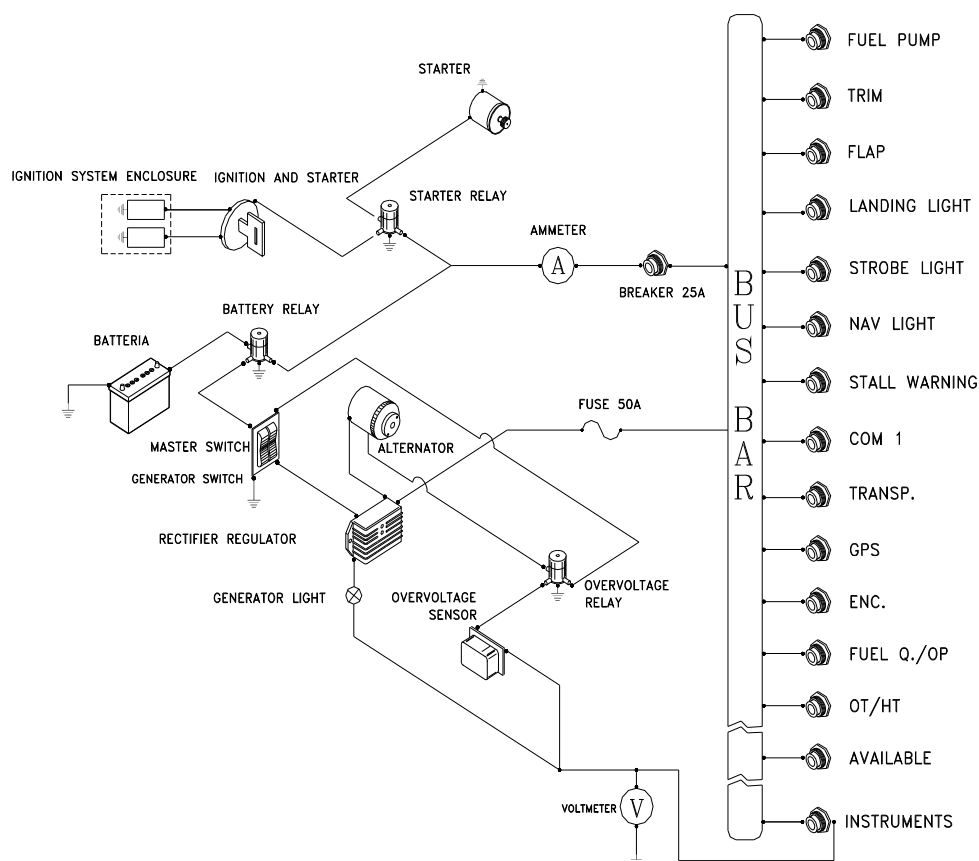 FUEL PUMP
STARTER
TRIM
FLAP
IGNITION SYSTEM ENCLOSURE
IGNITION AND STARTER
STARTER RELAY
LANDING LIGHT
AMMETER
A
STROBE LIGHT
BREAKER 25A
BUS BAR
BATTERY RELAY
NAV LIGHT
BATTERIA
STALL WARNING
FUSE 50A
MASTER SWITCH
ALTERNATOR
COM 1
GENERATOR SWITCH
TRANSP.
RECTIFIER REGULATOR
GPS
GENERATOR LIGHT
OVERVOLTAGE
SENSOR
OVERVOLTAGE
RELAY
ENC.
FUEL Q./OP
OT/HT
AVAILABLE
VOLTMETER
V
INSTRUMENTS